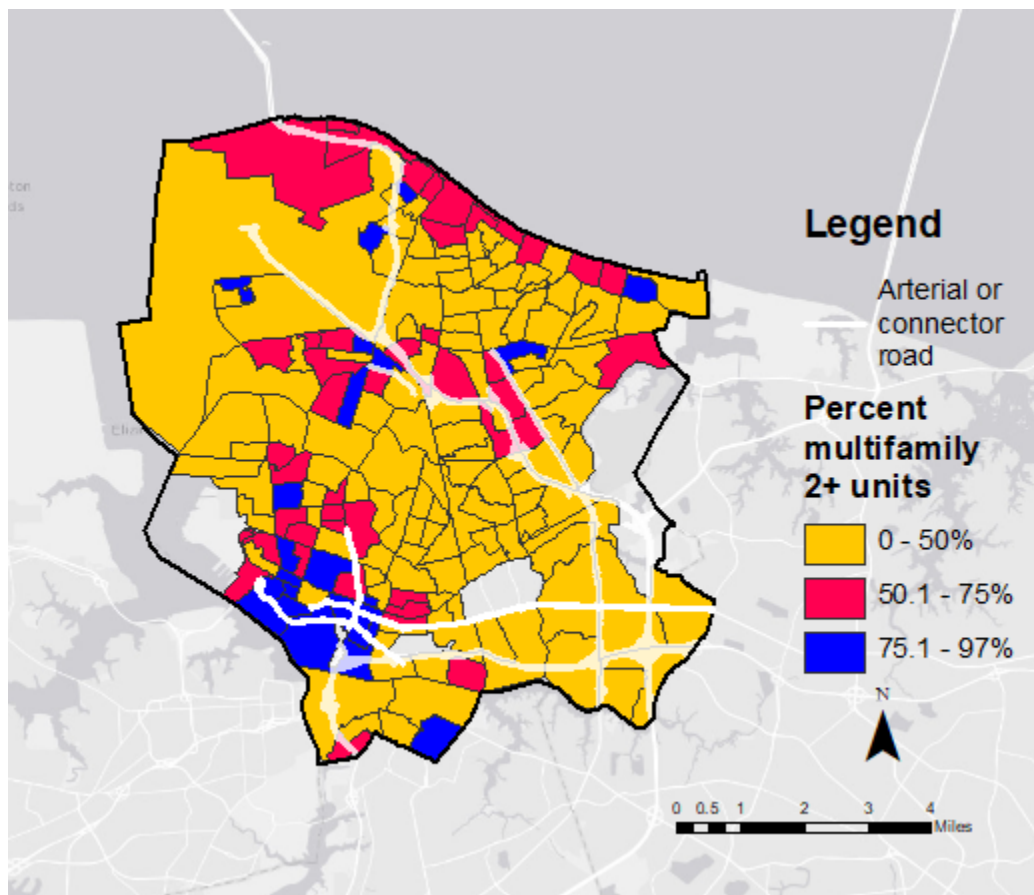 Legend
Arterial or
connector
road
Percent
multifamily
2+ units
0 - 50%
50.1 - 75%
75.1 - 97%
N
0 0.5 1 2 3 4
Miles